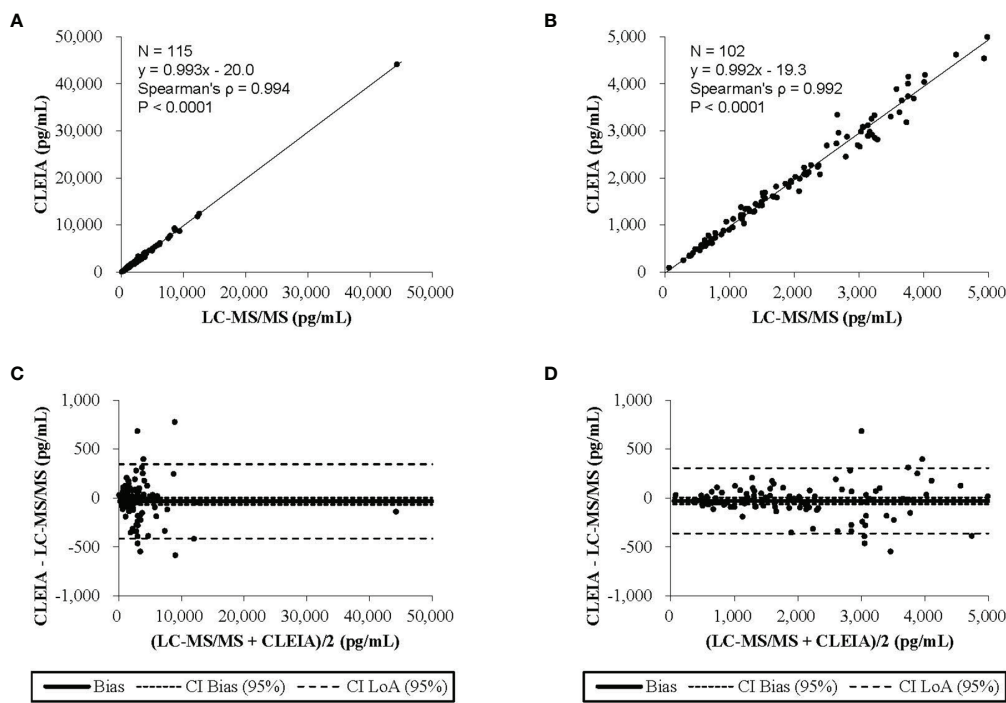 A
50,000
40,000
30,000
20,000
10,000
0
CLEIA (pg/mL)
N = 115
y = 0.993x - 20.0
Spearman's ρ = 0.994
P < 0.0001
0 10,000 20,000 30,000 40,000 50,000
LC-MS/MS (pg/mL)
B
5,000
4,000
3,000
2,000
1,000
0
CLEIA (pg/mL)
N = 102
y = 0.992x - 19.3
Spearman's ρ = 0.992
P < 0.0001
0 1,000 2,000 3,000 4,000 5,000
LC-MS/MS (pg/mL)
C
1,000
500
0
-500
-1,000
CLEIA - LC-MS/MS (pg/mL)
0 10,000 20,000 30,000 40,000 50,000
(LC-MS/MS + CLEIA)/2 (pg/mL)
Bias CI Bias (95%) CI LoA (95%)
D
1,000
500
0
-500
-1,000
CLEIA - LC-MS/MS (pg/mL)
0 1,000 2,000 3,000 4,000 5,000
(LC-MS/MS + CLEIA)/2 (pg/mL)
Bias CI Bias (95%) CI LoA (95%)